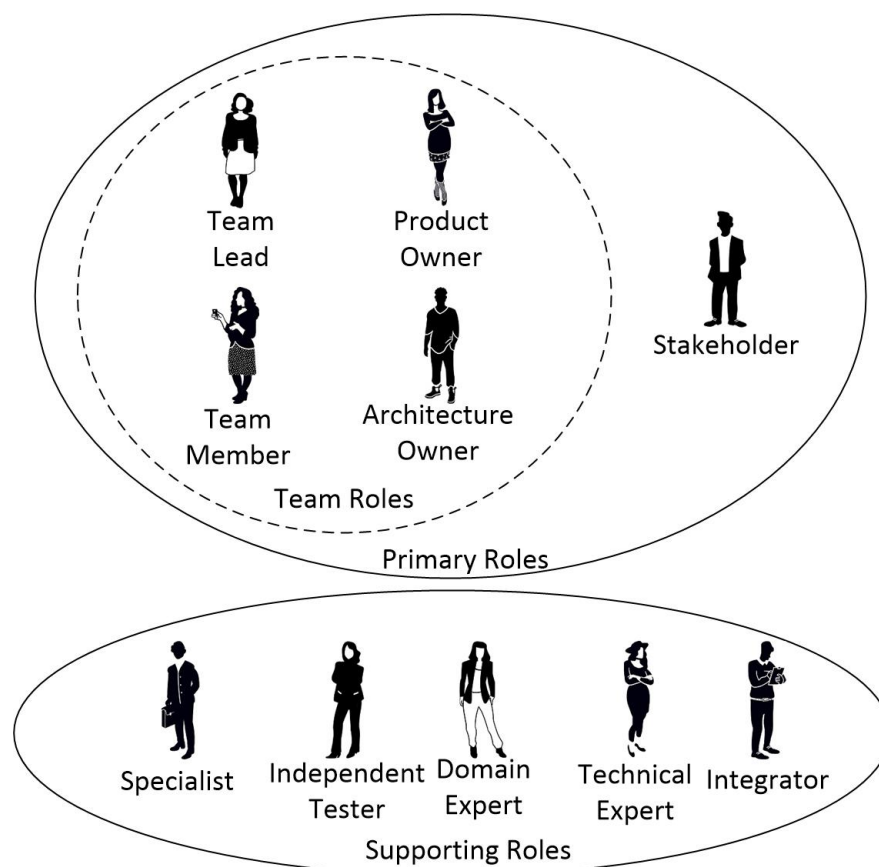 Team
Lead
Product
Owner
Stakeholder
Team
Member
Architecture
Owner
Team Roles
Primary Roles
Specialist
Independent
Tester
Domain
Expert
Technical
Expert
Integrator
Supporting Roles